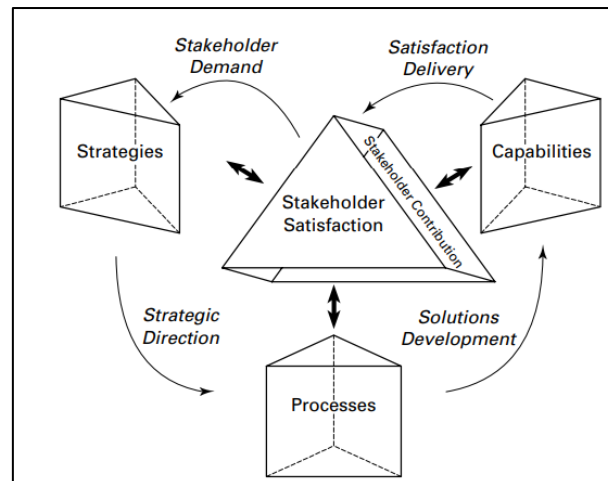 Stakeholder
Demand
Satisfaction
Delivery
Strategies
Capabilities
Stakeholder
Satisfaction
Stakeholder Contribution
Strategic
Direction
Solutions
Development
Processes